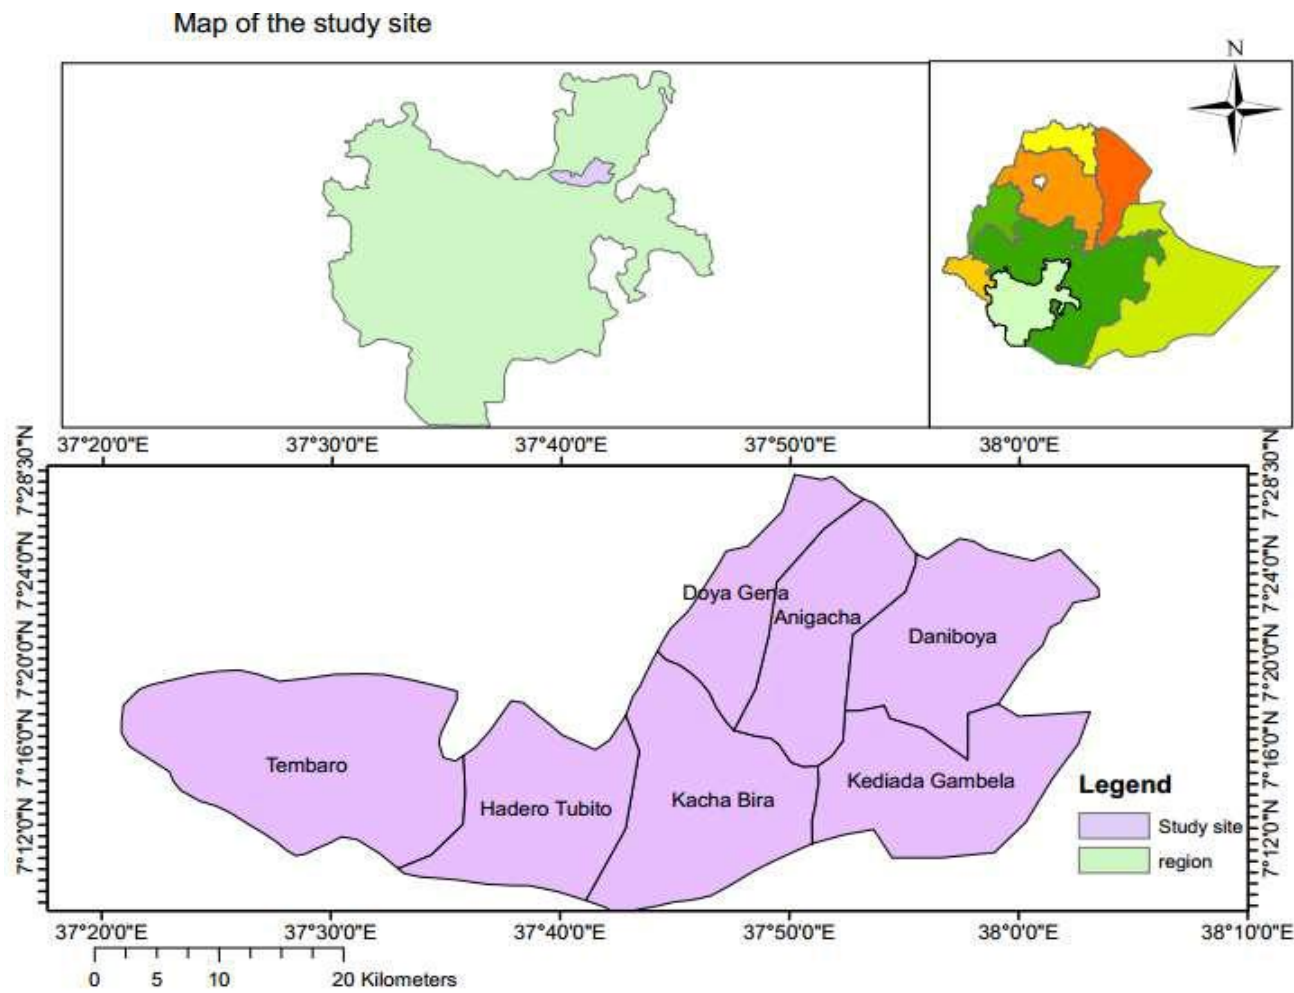 Map of the study site
N
37°20'0"E 37°30'0"E 37°40'0"E 37°50'0"E 38°0'0"E
7°28'30"N
7°24'0"N
7°20'0"N
7°16'0"N
7°12'0"N
7°28'30"N
7°24'0"N
7°20'0"N
7°16'0"N
7°12'0"N
Doya Gena
Anigacha
Daniboya
Tembaro
Hadero Tubito
Kacha Bira
Kediada Gambela
Legend
Study site
region
37°20'0"E 37°30'0"E 37°40'0"E 37°50'0"E 38°0'0"E 38°10'0"E
0 5 10 20 Kilometers